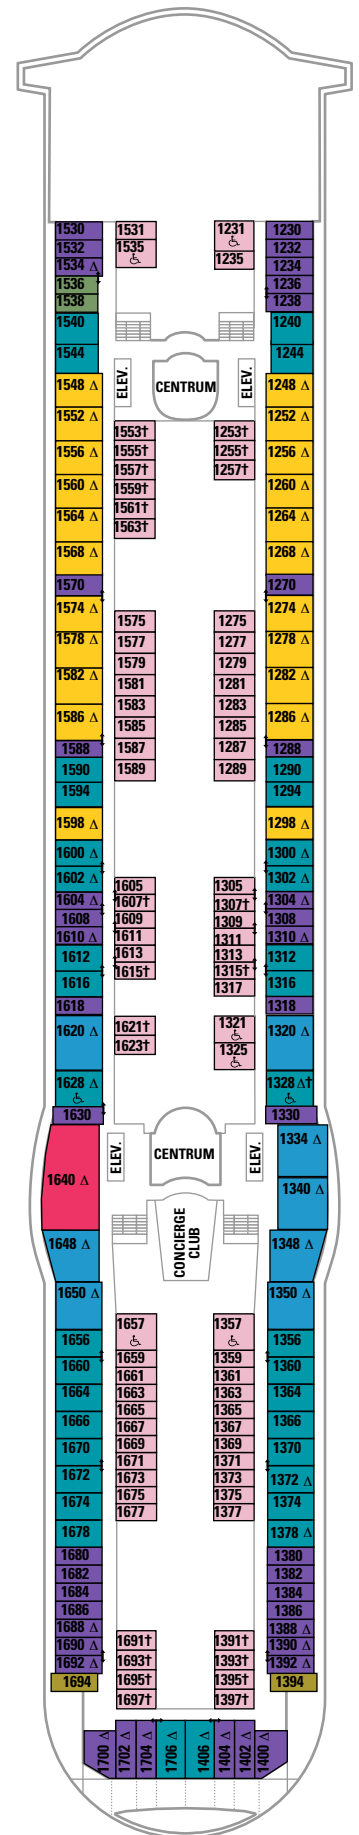 1530 1531 1231 1230
1532 1535 1232
1534 Δ 1235 1234
1536 1236
1538 1238
1540 1240
1544 1244
ELEV. CENTRUM ELEV.
1548 Δ 1248 Δ
1552 Δ 1252 Δ
1553† 1253†
1556 Δ 1555† 1255† 1256 Δ
1557† 1257†
1560 Δ 1559† 1260 Δ
1564 Δ 1561† 1264 Δ
1563†
1568 Δ 1268 Δ
1570 1270
1574 Δ 1274 Δ
1575 1275
1578 Δ 1577 1277 1278 Δ
1579 1279
1582 Δ 1581 1281 1282 Δ
1583 1283
1586 Δ 1585 1285 1286 Δ
1588 1587 1287 1288
1590 1589 1289 1290
1594 1294
1598 Δ 1298 Δ
1600 Δ 1300 Δ
1602 Δ 1605 1305 1302 Δ
1604 Δ 1607† 1307† 1304 Δ
1608 1609 1309 1308
1610 Δ 1611 1311 1310 Δ
1612 1613 1313 1312
1615† 1315†
1616 1317 1316
1618 1318
1620 Δ 1621† 1321 1320 Δ
1623† 1325
1628 Δ 1328 Δ†
1630 1330
1334 Δ
ELEV. CENTRUM ELEV.
1640 Δ 1340 Δ
CONCIERGE
CLUB
1648 Δ 1348 Δ
1650 Δ 1350 Δ
1656 1657 1357 1356
1660 1659 1359 1360
1661 1361
1664 1663 1363 1364
1665 1365
1666 1667 1367 1366
1670 1669 1369 1370
1671 1371
1672 1673 1373 1372 Δ
1674 1675 1375 1374
1677 1377
1678 1378 Δ
1680 1380
1682 1382
1684 1384
1686 1386
1688 Δ 1388 Δ
1690 Δ 1691† 1391† 1390 Δ
1692 Δ 1693† 1393† 1392 Δ
1694 1695† 1395† 1394
1697† 1397†
1700 Δ 1702 Δ 1704 Δ 1706 Δ 1406 Δ 1404 Δ 1402 Δ 1400 Δ